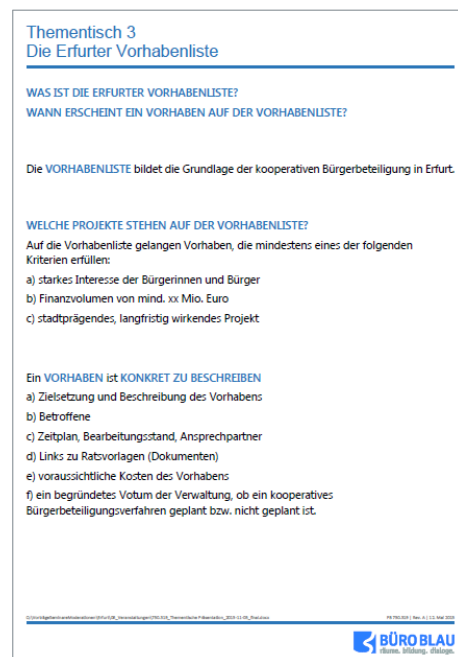 Thementisch 3
Die Erfurter Vorhabenliste
WAS IST DIE ERFURTER VORHABENLISTE?
WANN ERSCHEINT EIN VORHABEN AUF DER VORHABENLISTE?
Die VORHABENLISTE bildet die Grundlage der kooperativen Bürgerbeteiligung in Erfurt.
WELCHE PROJEKTE STEHEN AUF DER VORHABENLISTE?
Auf die Vorhabenliste gelangen Vorhaben, die mindestens eines der folgenden
Kriterien erfüllen:
a) starkes Interesse der Bürgerinnen und Bürger
b) Finanzvolumen von mind. xx Mio. Euro
c) stadtprägendes, langfristig wirkendes Projekt
Ein VORHABEN ist KONKRET ZU BESCHREIBEN
a) Zielsetzung und Beschreibung des Vorhabens
b) Betroffene
c) Zeitplan, Bearbeitungsstand, Ansprechpartner
d) Links zu Ratsvorlagen (Dokumenten)
e) voraussichtliche Kosten des Vorhabens
f) ein begründetes Votum der Verwaltung, ob ein kooperatives
Bürgerbeteiligungsverfahren geplant bzw. nicht geplant ist.
BÜRO BLAU
räume. bildung. dialoge.